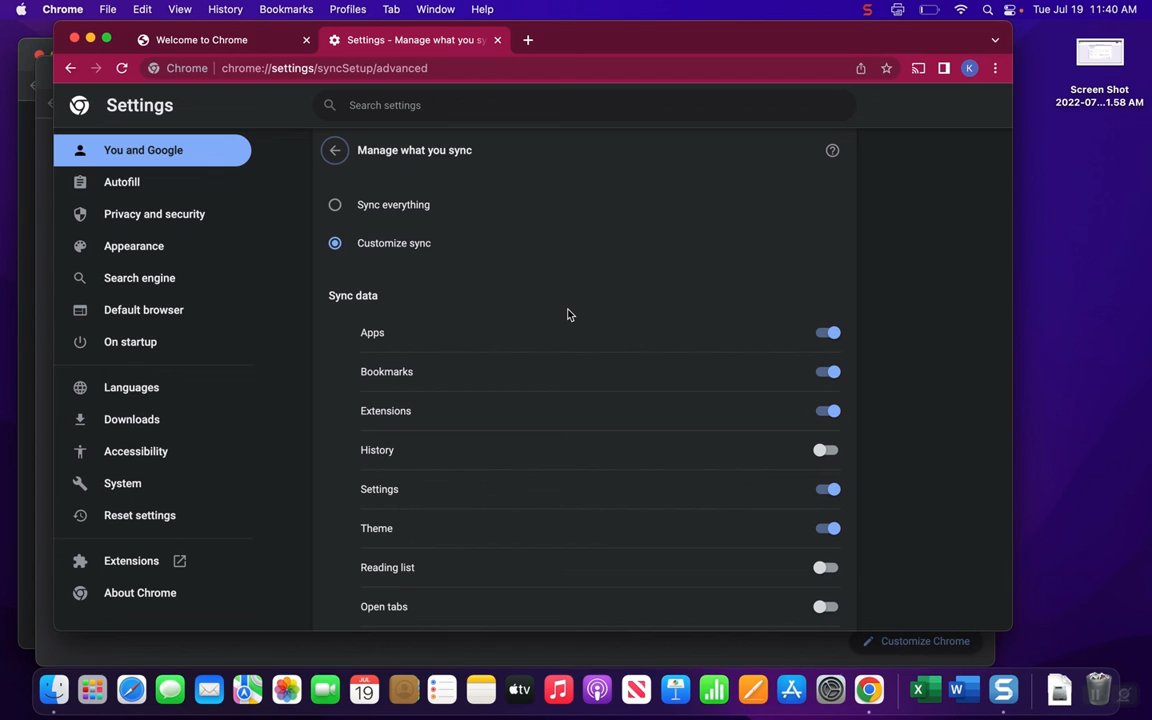 Chrome File Edit View History Bookmarks Profiles Tab Window Help Tue Jul 19 11:40 AM
Welcome to Chrome Settings - Manage what you sy
Chrome chrome://settings/syncSetup/advanced K
Screen Shot
2022-07...1.58 AM
Settings
Search settings
You and Google
Autofill
Privacy and security
Appearance
Search engine
Default browser
On startup
Languages
Downloads
Accessibility
System
Reset settings
Extensions
About Chrome
Manage what you sync
Sync everything
Customize sync
Sync data
Apps
Bookmarks
Extensions
History
Settings
Theme
Reading list
Open tabs
Customize Chrome
JUL
19
tv